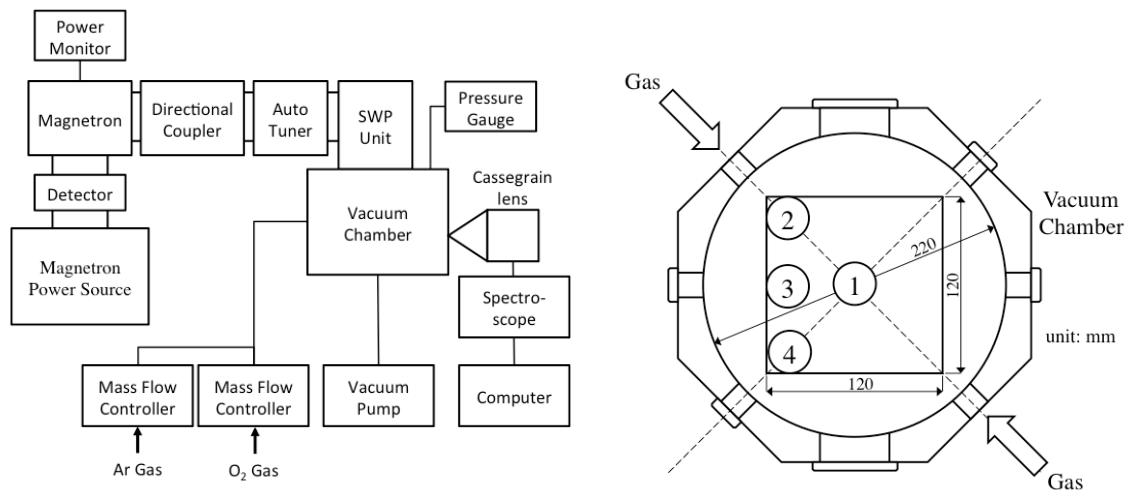 Power
Monitor
Magnetron
Directional
Coupler
Auto
Tuner
SWP
Unit
Pressure
Gauge
Detector
Cassegrain
lens
Vacuum
Chamber
Magnetron
Power Source
Spectro-
scope
Mass Flow
Controller
Mass Flow
Controller
Vacuum
Pump
Computer
Ar Gas
O₂ Gas
Gas
2
Vacuum
Chamber
220
3
1
120
4
unit: mm
120
Gas